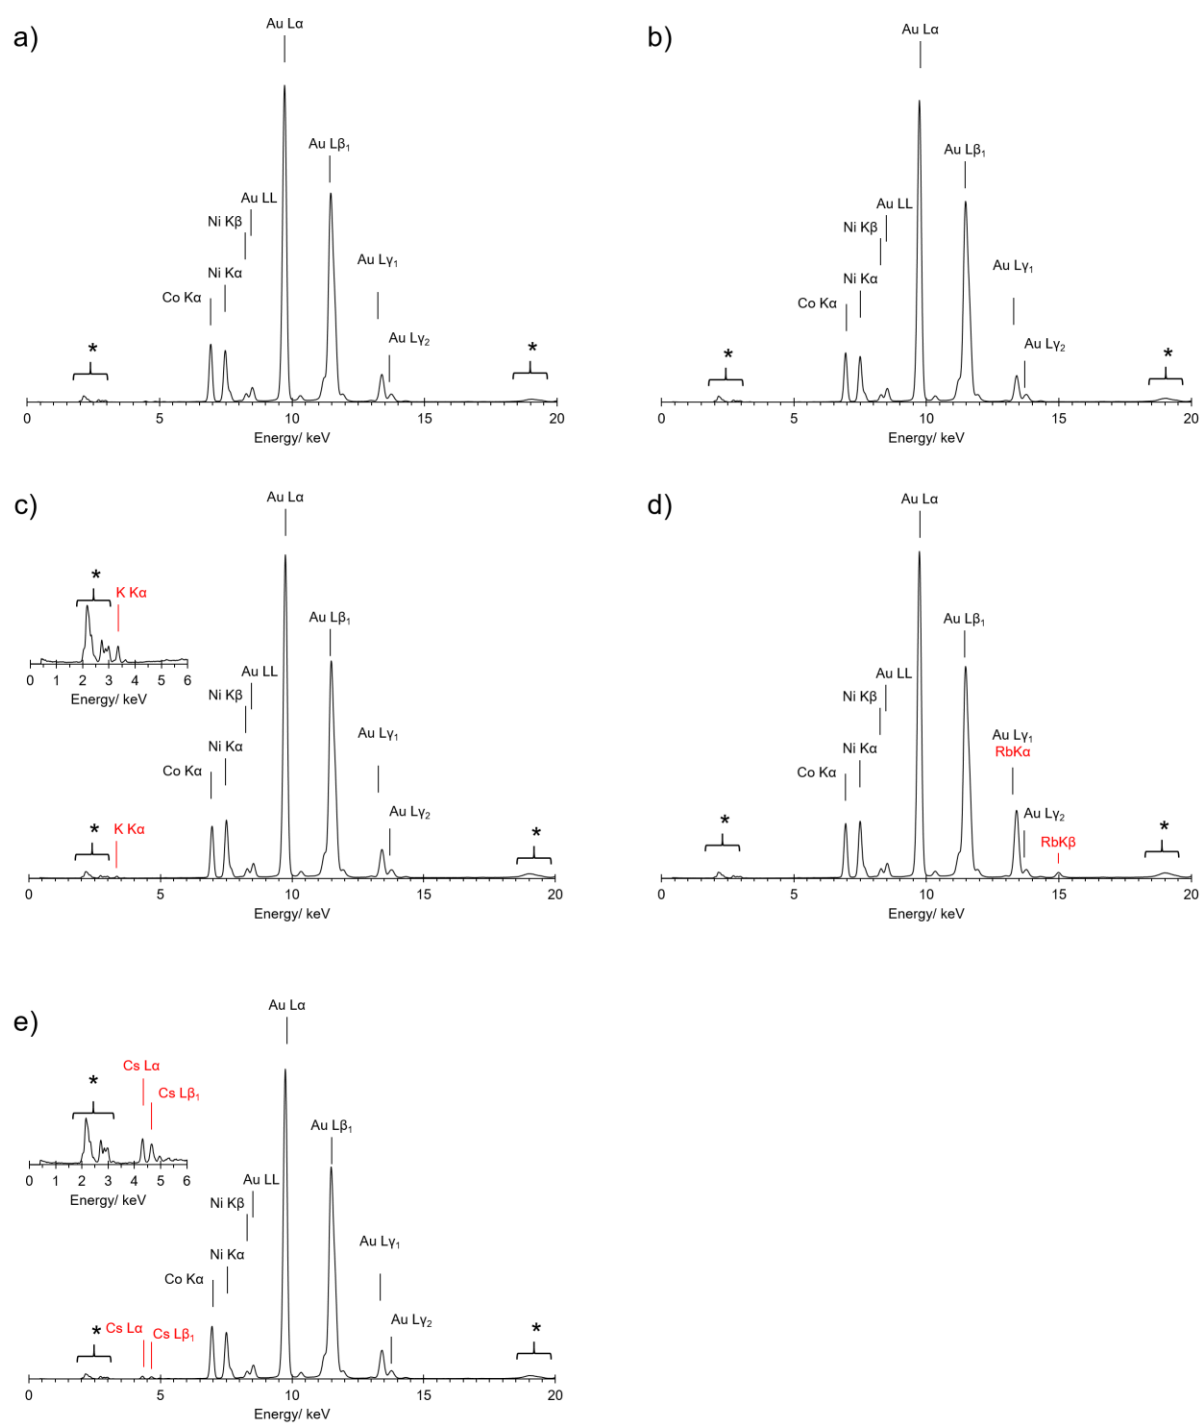 a)
Au Lα
Au Lβ₁
Au LL
Ni Kβ
Ni Kα
Co Kα
Au Lγ₁
Au Lγ₂
*
*
0 5 10 15 20
Energy/ keV
b)
Au Lα
Au Lβ₁
Au LL
Ni Kβ
Ni Kα
Co Kα
Au Lγ₁
Au Lγ₂
*
*
0 5 10 15 20
Energy/ keV
c)
Au Lα
*
K Kα
0 1 2 3 4 5 6
Energy/ keV
Au Lβ₁
Au LL
Ni Kβ
Ni Kα
Co Kα
Au Lγ₁
Au Lγ₂
*
K Kα
*
0 5 10 15 20
Energy/ keV
d)
Au Lα
Au Lβ₁
Au LL
Ni Kβ
Ni Kα
Co Kα
Au Lγ₁
RbKα
Au Lγ₂
RbKβ
*
*
0 5 10 15 20
Energy/ keV
e)
Au Lα
*
Cs Lα
Cs Lβ₁
0 1 2 3 4 5 6
Energy/ keV
Au Lβ₁
Au LL
Ni Kβ
Ni Kα
Co Kα
Au Lγ₁
Au Lγ₂
*
Cs Lα
Cs Lβ₁
*
0 5 10 15 20
Energy/ keV